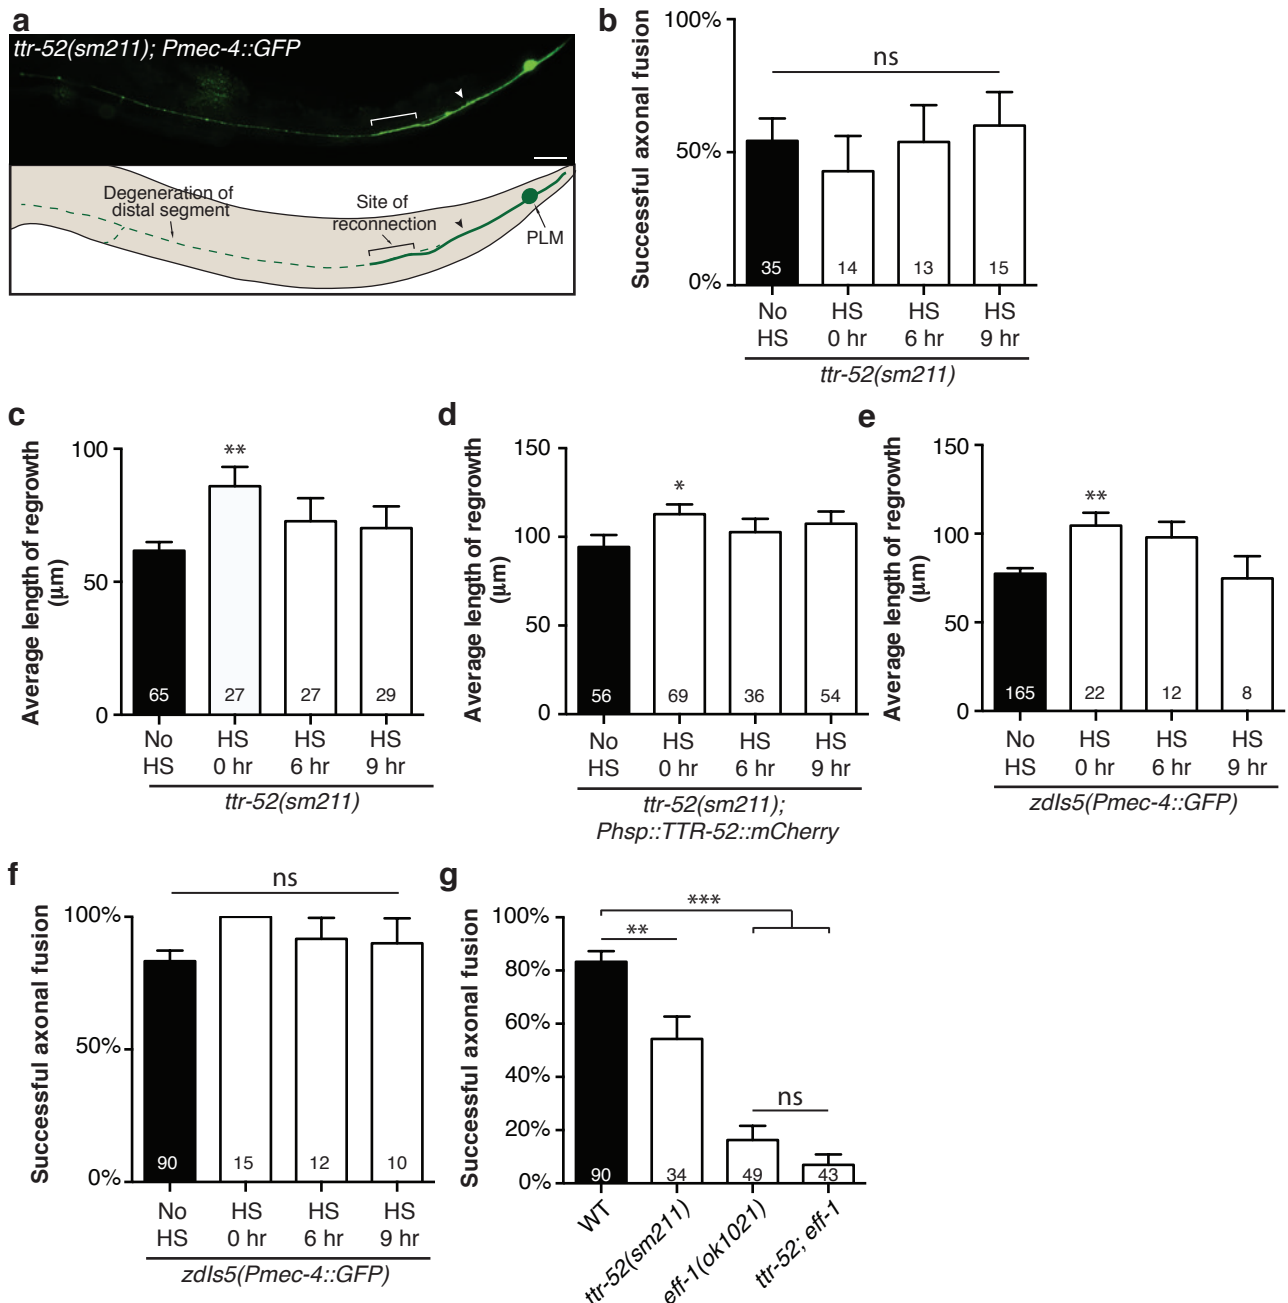 a
ttr-52(sm211); Pmec-4::GFP
Degeneration of
distal segment
Site of
reconnection
PLM
b
Successful axonal fusion
100%
50%
0%
ns
35
14
13
15
No
HS
HS
0 hr
HS
6 hr
HS
9 hr
ttr-52(sm211)
c
Average length of regrowth
(µm)
100
50
0
**
65
27
27
29
No
HS
HS
0 hr
HS
6 hr
HS
9 hr
ttr-52(sm211)
d
Average length of regrowth
(µm)
150
100
50
0
*
56
69
36
54
No
HS
HS
0 hr
HS
6 hr
HS
9 hr
ttr-52(sm211);
Phsp::TTR-52::mCherry
e
Average length of regrowth
(µm)
150
100
50
0
**
165
22
12
8
No
HS
HS
0 hr
HS
6 hr
HS
9 hr
zdIs5(Pmec-4::GFP)
f
Successful axonal fusion
100%
50%
0%
ns
90
15
12
10
No
HS
HS
0 hr
HS
6 hr
HS
9 hr
zdIs5(Pmec-4::GFP)
g
Successful axonal fusion
100%
80%
60%
40%
20%
0%
***
**
ns
90
34
49
43
WT
ttr-52(sm211)
eff-1(ok1021)
ttr-52; eff-1